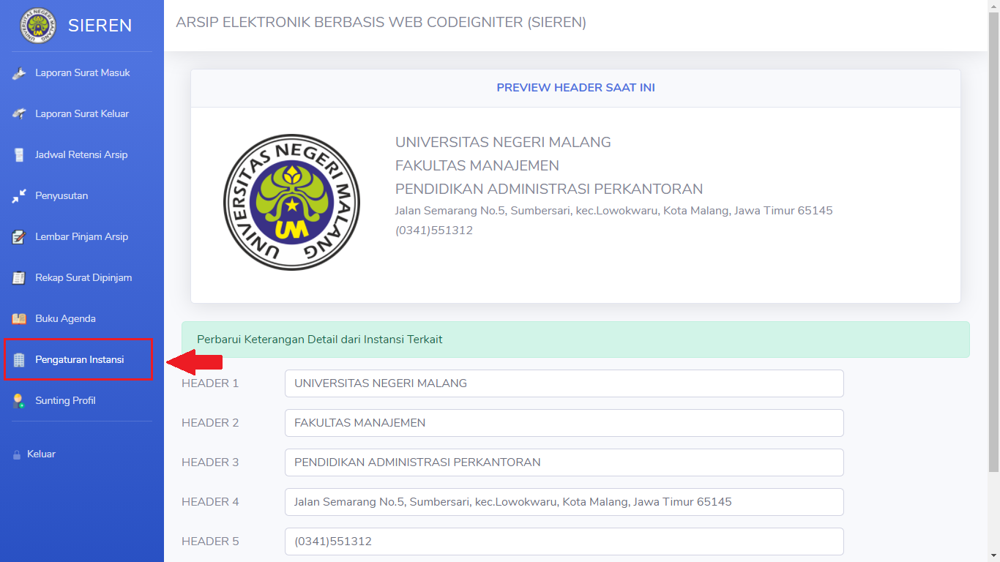 SIEREN
Laporan Surat Masuk
Laporan Surat Keluar
Jadwal Retensi Arsip
Penyusutan
Lembar Pinjam Arsip
Rekap Surat Dipinjam
Buku Agenda
Pengaturan Instansi
Sunting Profil
Keluar
ARSIP ELEKTRONIK BERBASIS WEB CODEIGNITER (SIEREN)
PREVIEW HEADER SAAT INI
UNIVERSITAS NEGERI MALANG
UM
UNIVERSITAS NEGERI MALANG
FAKULTAS MANAJEMEN
PENDIDIKAN ADMINISTRASI PERKANTORAN
Jalan Semarang No.5, Sumbersari, kec.Lowokwaru, Kota Malang, Jawa Timur 65145
(0341)551312
Perbarui Keterangan Detail dari Instansi Terkait
HEADER 1 UNIVERSITAS NEGERI MALANG
HEADER 2 FAKULTAS MANAJEMEN
HEADER 3 PENDIDIKAN ADMINISTRASI PERKANTORAN
HEADER 4 Jalan Semarang No.5, Sumbersari, kec.Lowokwaru, Kota Malang, Jawa Timur 65145
HEADER 5 (0341)551312